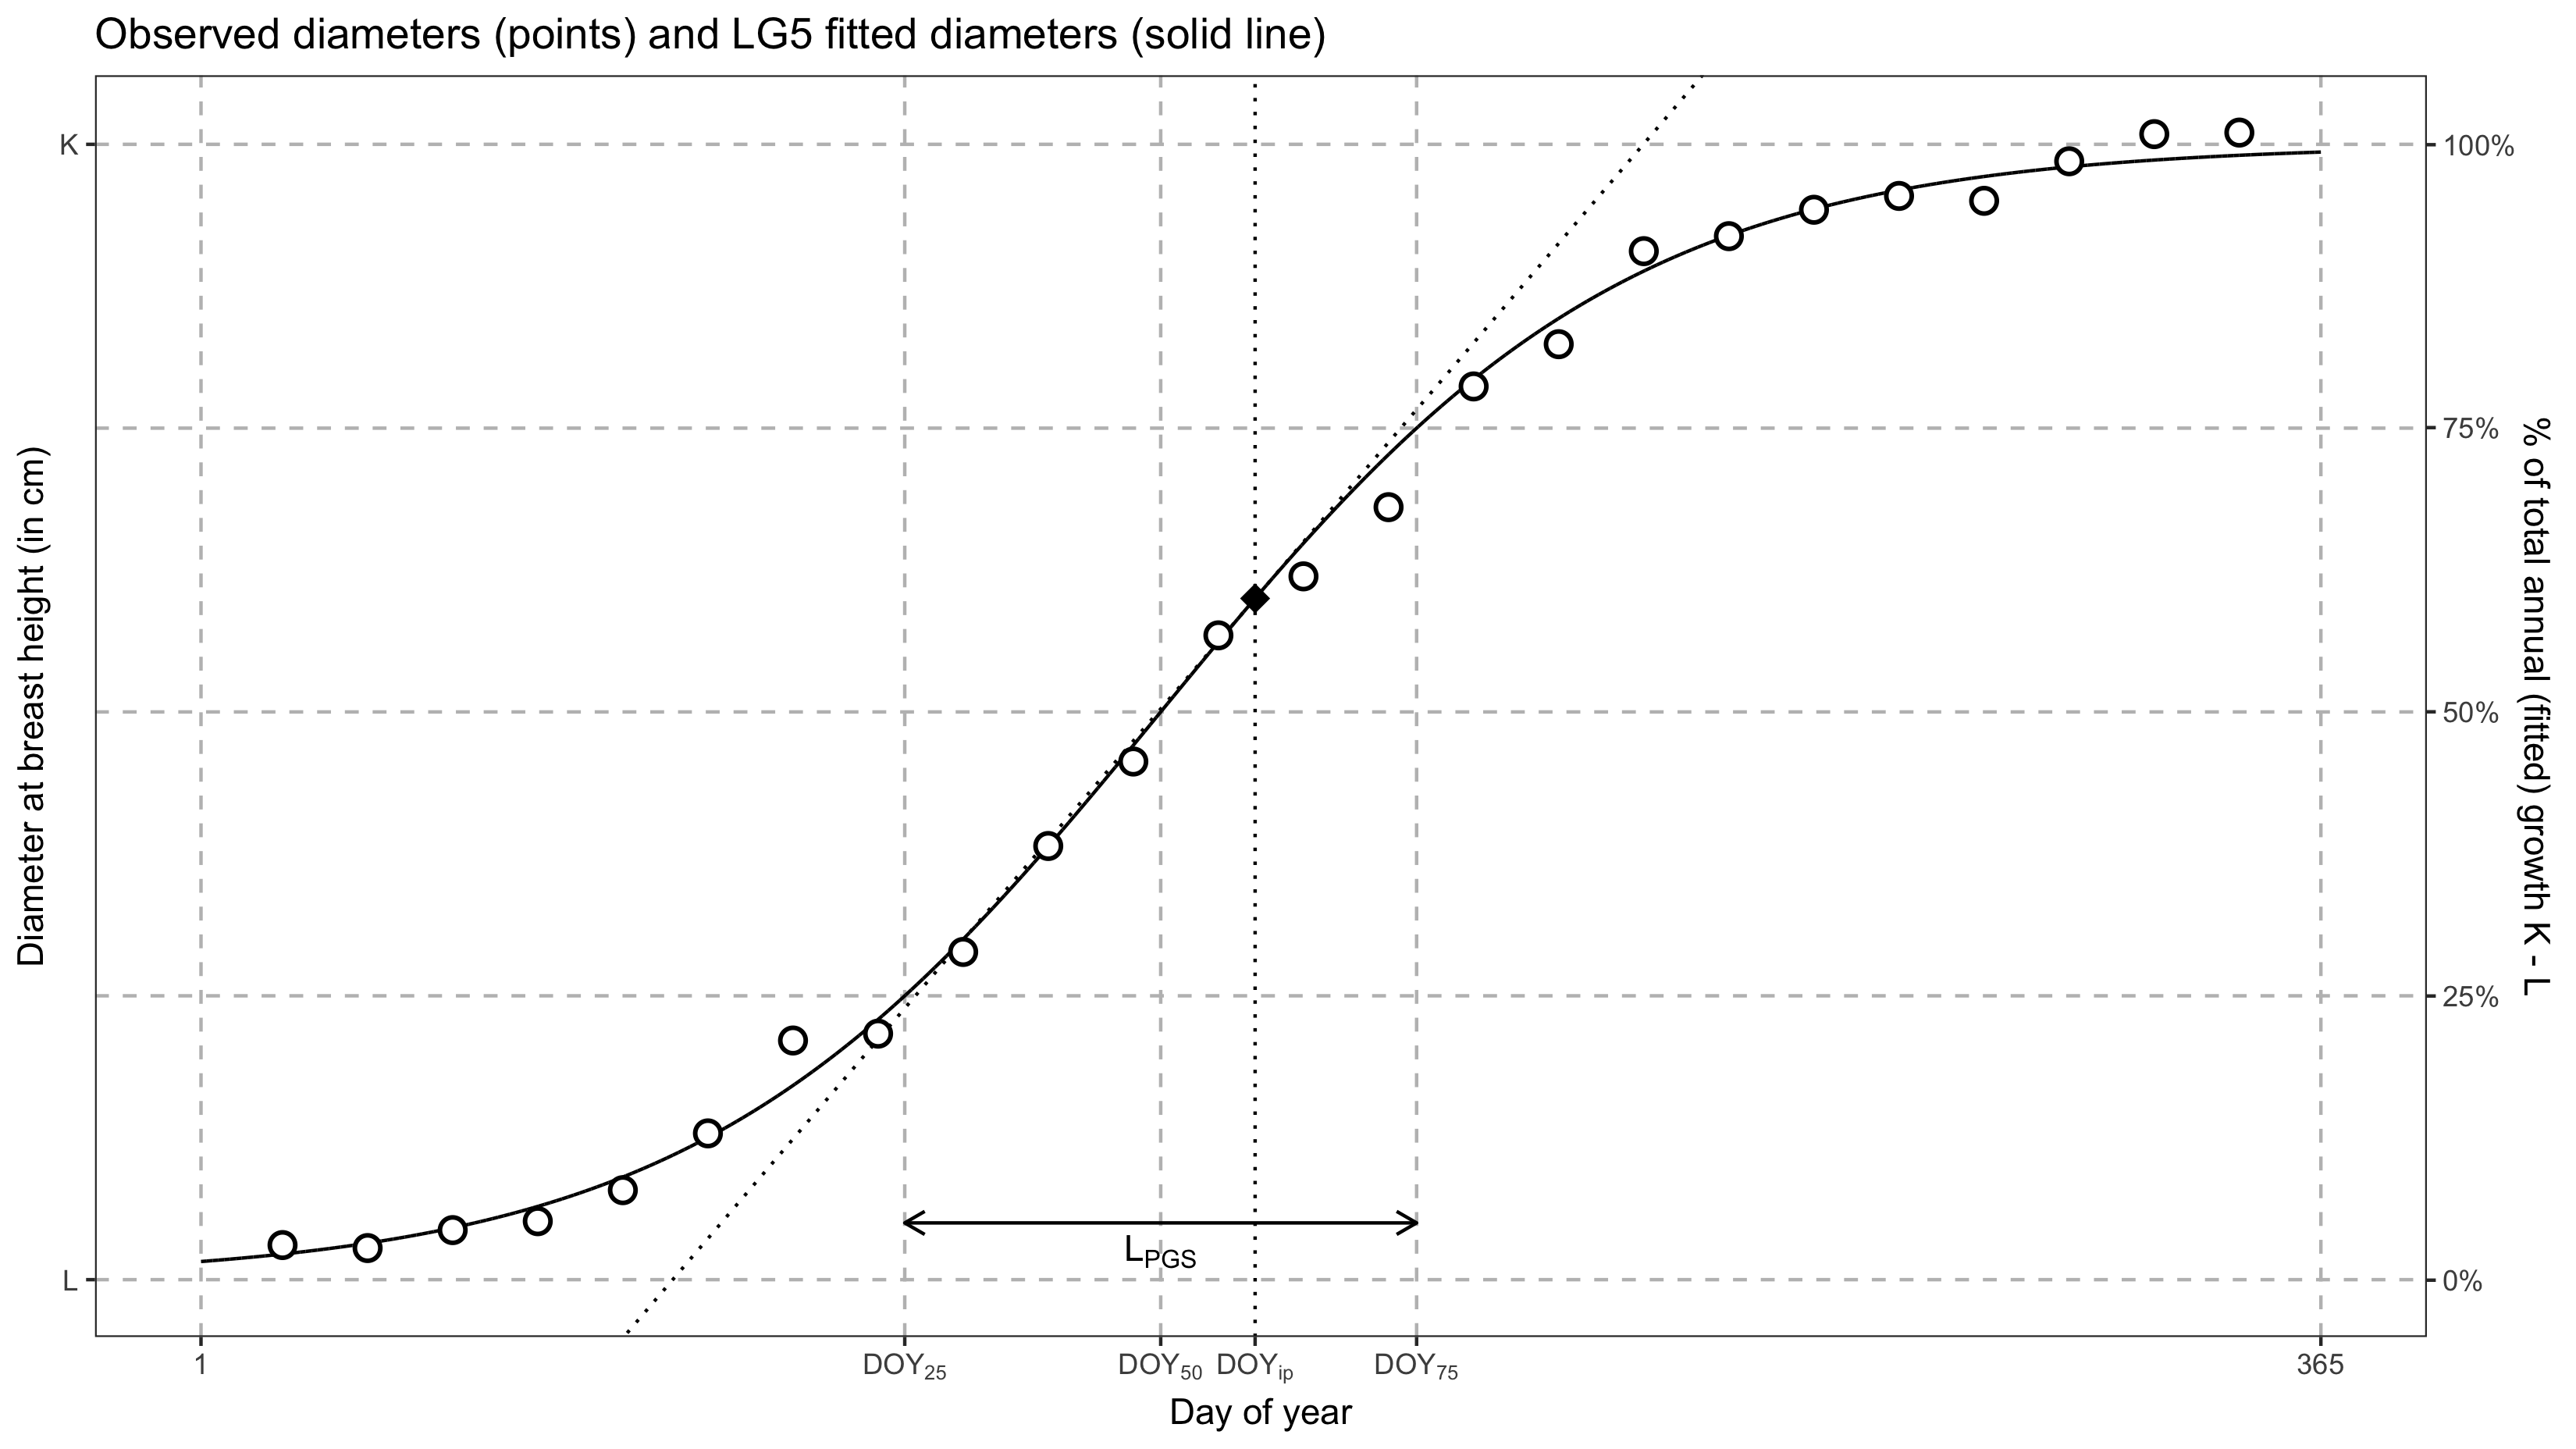 Observed diameters (points) and LG5 fitted diameters (solid line)
Diameter at breast height (in cm)
K
L
100%
75%
50%
25%
0%
% of total annual (fitted) growth K - L
LPGS
1 DOY25 DOY50 DOYip DOY75 365
Day of year